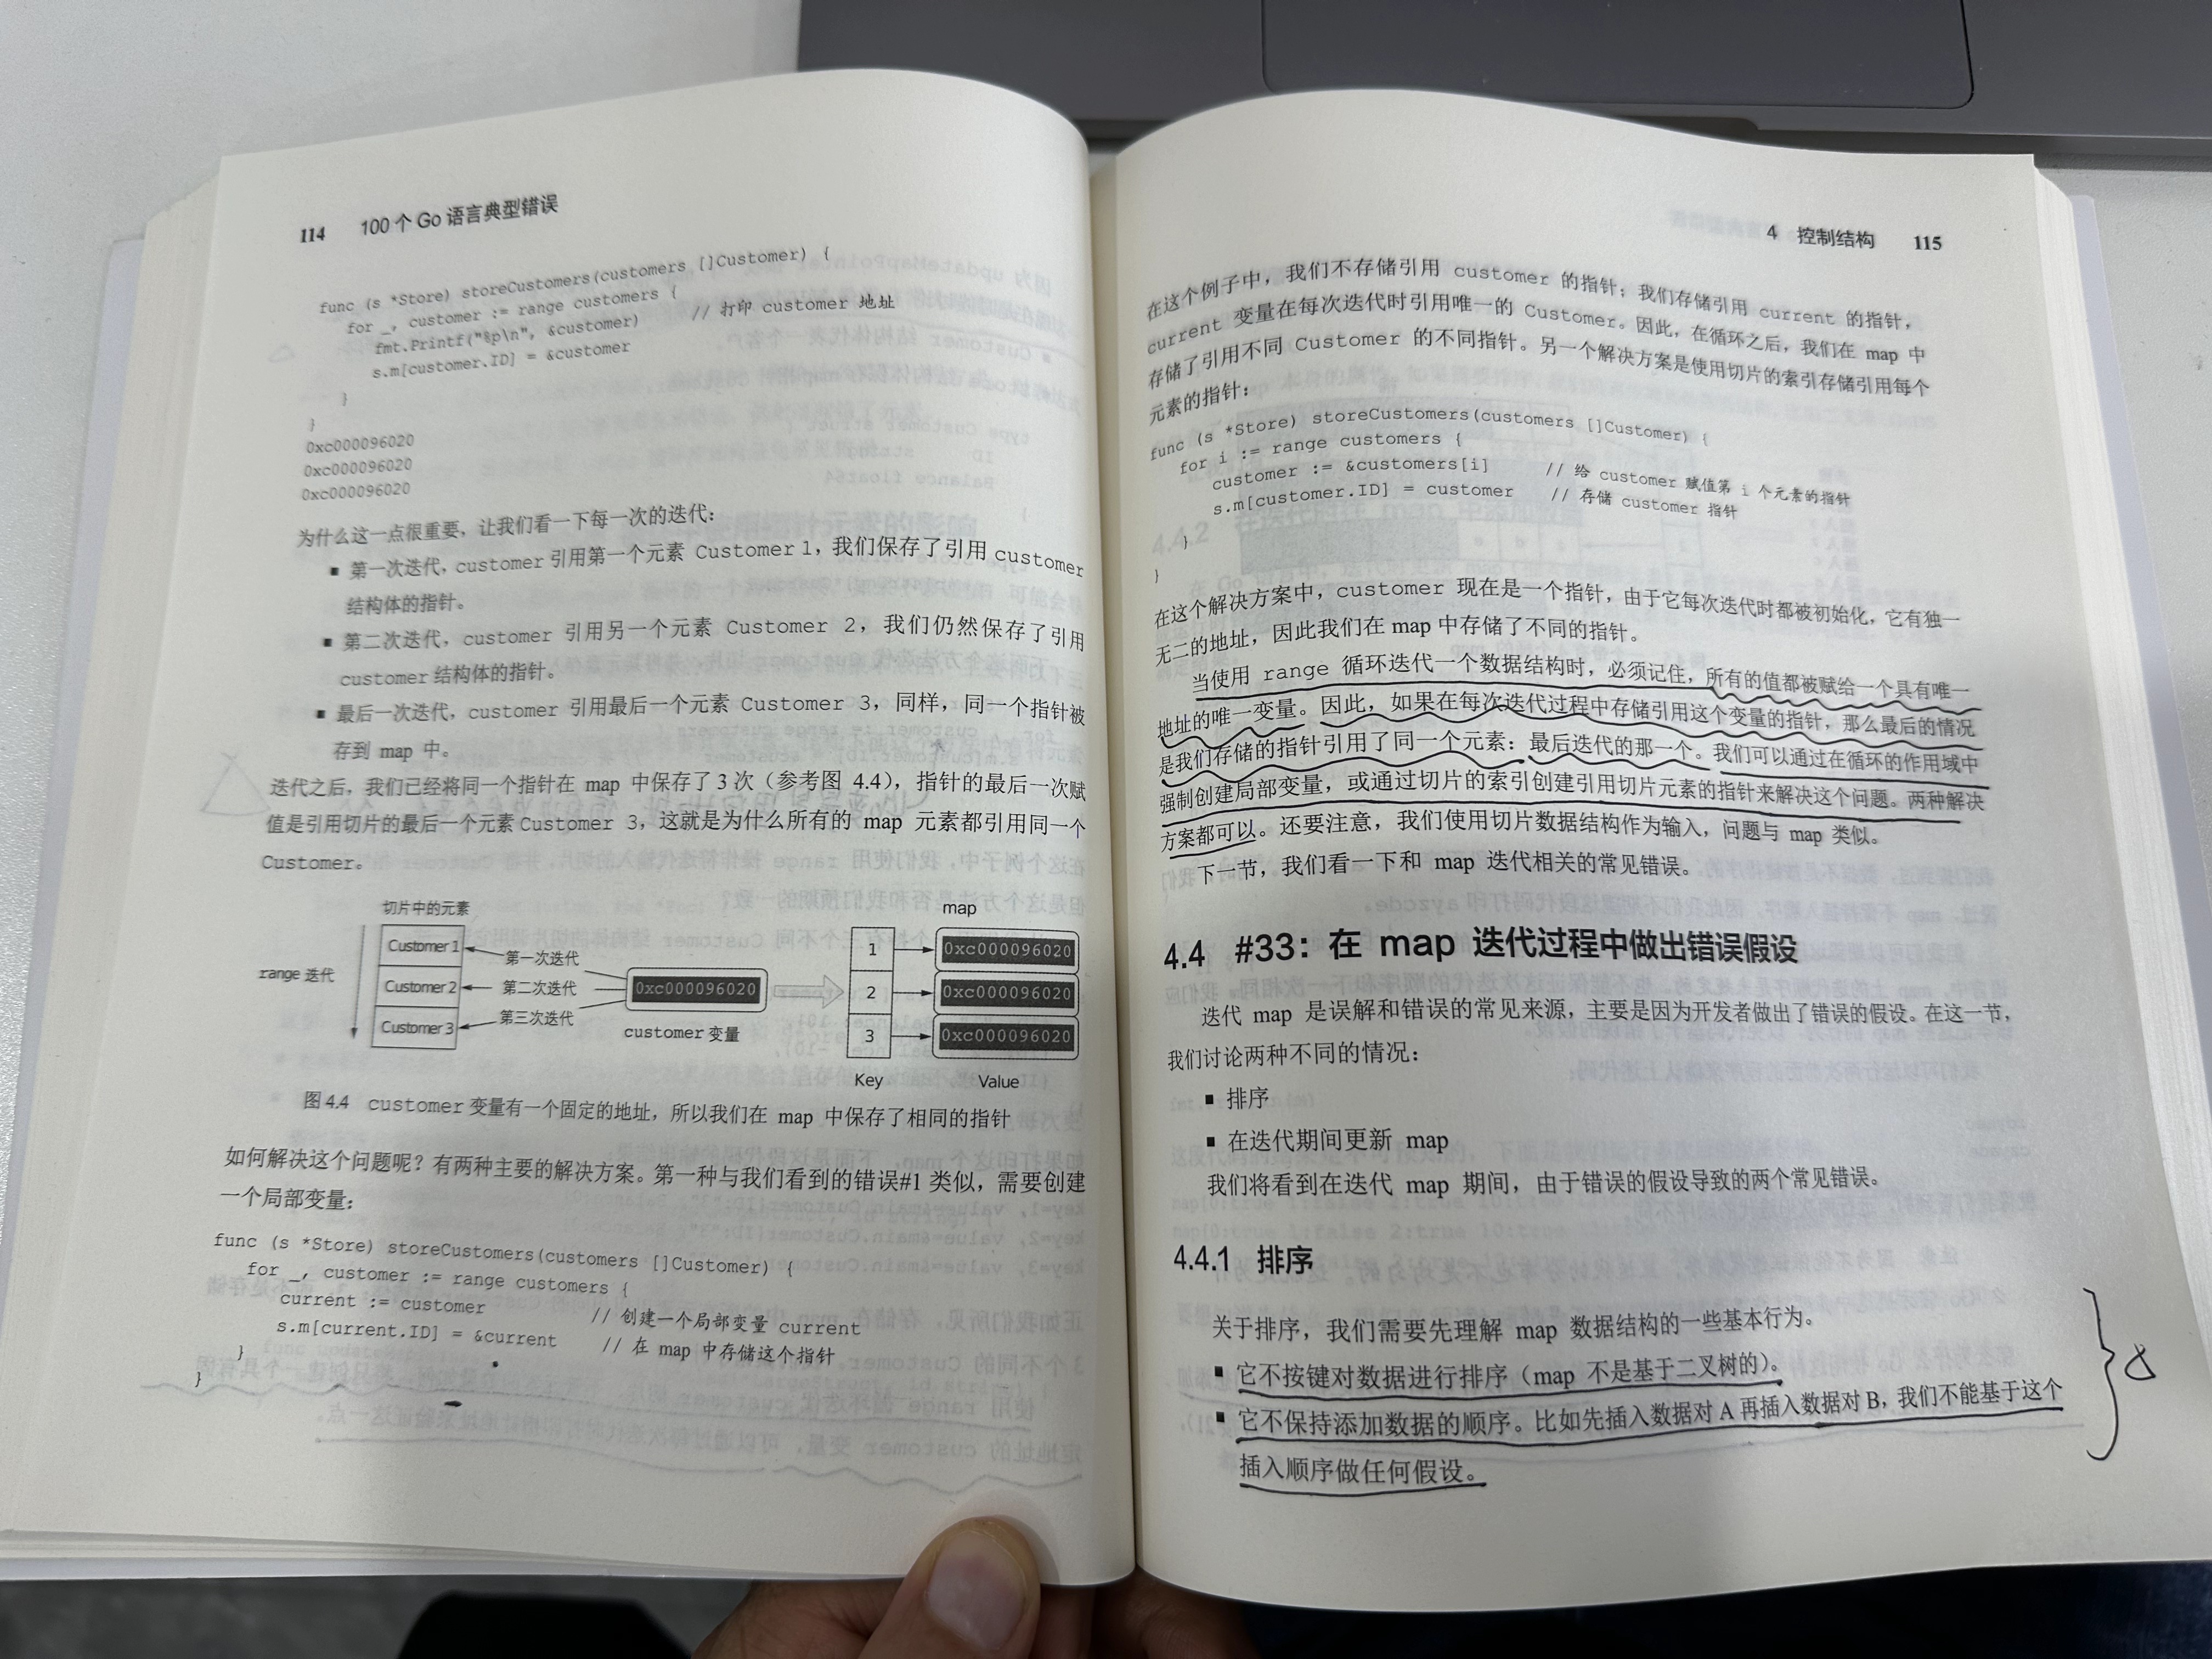 114 100 个 Go 语言典型错误
func (s *Store) storeCustomers(customers []Customer) {
for _, customer := range customers {
fmt.Printf("%p\n", &customer) // 打印 customer 地址
s.m[customer.ID] = &customer
}
}
0xc000096020
0xc000096020
0xc000096020
为什么这一点很重要，让我们看一下每一次的迭代：
■ 第一次迭代，customer 引用第一个元素 Customer 1，我们保存了引用 customer
结构体的指针。
■ 第二次迭代，customer 引用另一个元素 Customer 2，我们仍然保存了引用
customer 结构体的指针。
■ 最后一次迭代，customer 引用最后一个元素 Customer 3，同样，同一个指针被
存到 map 中。
迭代之后，我们已经将同一个指针在 map 中保存了 3 次（参考图 4.4），指针的最后一次赋
值是引用切片的最后一个元素 Customer 3，这就是为什么所有的 map 元素都引用同一个
Customer。
切片中的元素
map
range 迭代
Customer 1
Customer 2
Customer 3
第一次迭代
第二次迭代
第三次迭代
0xc000096020
customer 变量
1 0xc000096020
2 0xc000096020
3 0xc000096020
Key Value
图 4.4 customer 变量有一个固定的地址，所以我们在 map 中保存了相同的指针
如何解决这个问题呢？有两种主要的解决方案。第一种与我们看到的错误#1 类似，需要创建
一个局部变量：
func (s *Store) storeCustomers(customers []Customer) {
for _, customer := range customers {
current := customer // 创建一个局部变量 current
s.m[current.ID] = &current // 在 map 中存储这个指针
}
}
4 控制结构 115
在这个例子中，我们不存储引用 customer 的指针；我们存储引用 current 的指针，
current 变量在每次迭代时引用唯一的 Customer。因此，在循环之后，我们在 map 中
存储了引用不同 Customer 的不同指针。另一个解决方案是使用切片的索引存储引用每个
元素的指针：
func (s *Store) storeCustomers(customers []Customer) {
for i := range customers {
customer := &customers[i] // 给 customer 赋值第 i 个元素的指针
s.m[customer.ID] = customer // 存储 customer 指针
}
}
在这个解决方案中，customer 现在是一个指针，由于它每次迭代时都被初始化，它有独一
无二的地址，因此我们在 map 中存储了不同的指针。
当使用 range 循环迭代一个数据结构时，必须记住，所有的值都被赋给一个具有唯一
地址的唯一变量。因此，如果在每次迭代过程中存储引用这个变量的指针，那么最后的情况
是我们存储的指针引用了同一个元素：最后迭代的那一个。我们可以通过在循环的作用域中
强制创建局部变量，或通过切片的索引创建引用切片元素的指针来解决这个问题。两种解决
方案都可以。还要注意，我们使用切片数据结构作为输入，问题与 map 类似。
下一节，我们看一下和 map 迭代相关的常见错误。
4.4 #33：在 map 迭代过程中做出错误假设
迭代 map 是误解和错误的常见来源，主要是因为开发者做出了错误的假设。在这一节，
我们讨论两种不同的情况：
■ 排序
■ 在迭代期间更新 map
我们将看到在迭代 map 期间，由于错误的假设导致的两个常见错误。
4.4.1 排序
关于排序，我们需要先理解 map 数据结构的一些基本行为。
■ 它不按键对数据进行排序（map 不是基于二叉树的）。
■ 它不保持添加数据的顺序。比如先插入数据对 A 再插入数据对 B，我们不能基于这个
插入顺序做任何假设。